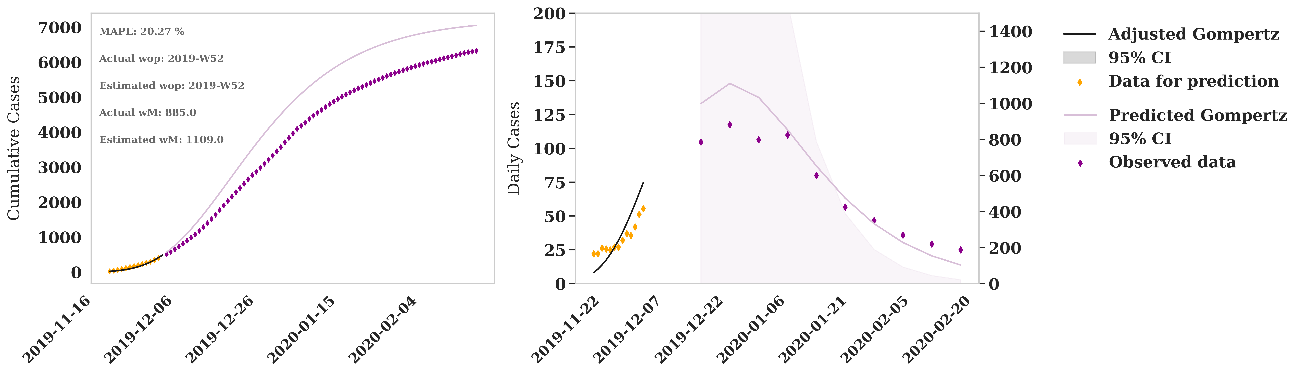 Cumulative Cases
7000
6000
5000
4000
3000
2000
1000
0
MAPL: 20.27 %
Actual wop: 2019-W52
Estimated wop: 2019-W52
Actual wM: 885.0
Estimated wM: 1109.0
2019-11-16
2019-12-06
2019-12-26
2020-01-15
2020-02-04
Daily Cases
200
175
150
125
100
75
50
25
0
1400
1200
1000
800
600
400
200
0
2019-11-22
2019-12-07
2019-12-22
2020-01-06
2020-01-21
2020-02-05
2020-02-20
Adjusted Gompertz
95% CI
Data for prediction
Predicted Gompertz
95% CI
Observed data